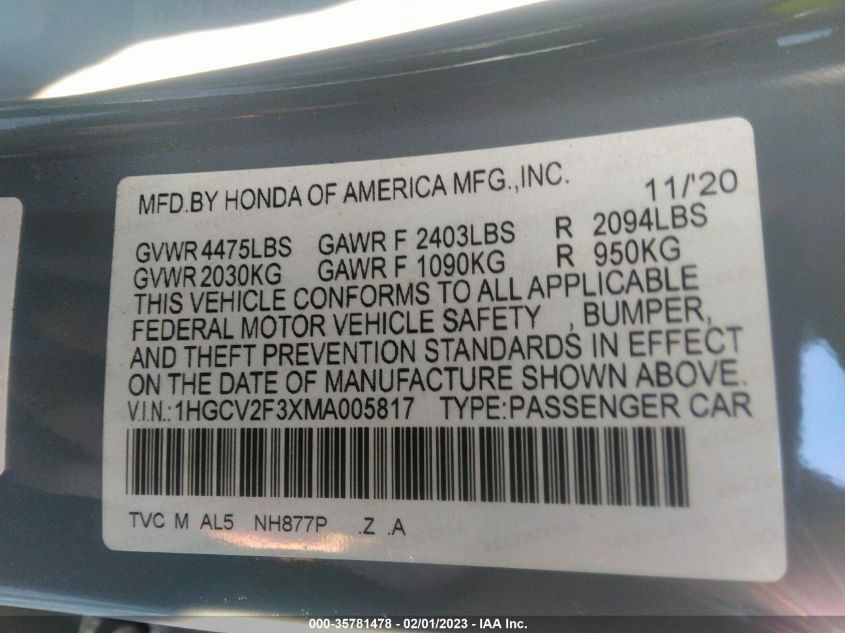 MFD.BY HONDA OF AMERICA MFG.,INC. 11/'20
GVWR 4475LBS GAWR F 2403LBS R 2094LBS
GVWR 2030KG GAWR F 1090KG R 950KG
THIS VEHICLE CONFORMS TO ALL APPLICABLE
FEDERAL MOTOR VEHICLE SAFETY , BUMPER,
AND THEFT PREVENTION STANDARDS IN EFFECT
ON THE DATE OF MANUFACTURE SHOWN ABOVE.
V.I.N.:1HGCV2F3XMA005817 TYPE:PASSENGER CAR
TVC M AL5 NH877P .Z .A
000-35781478 — 02/01/2023 — IAA Inc.